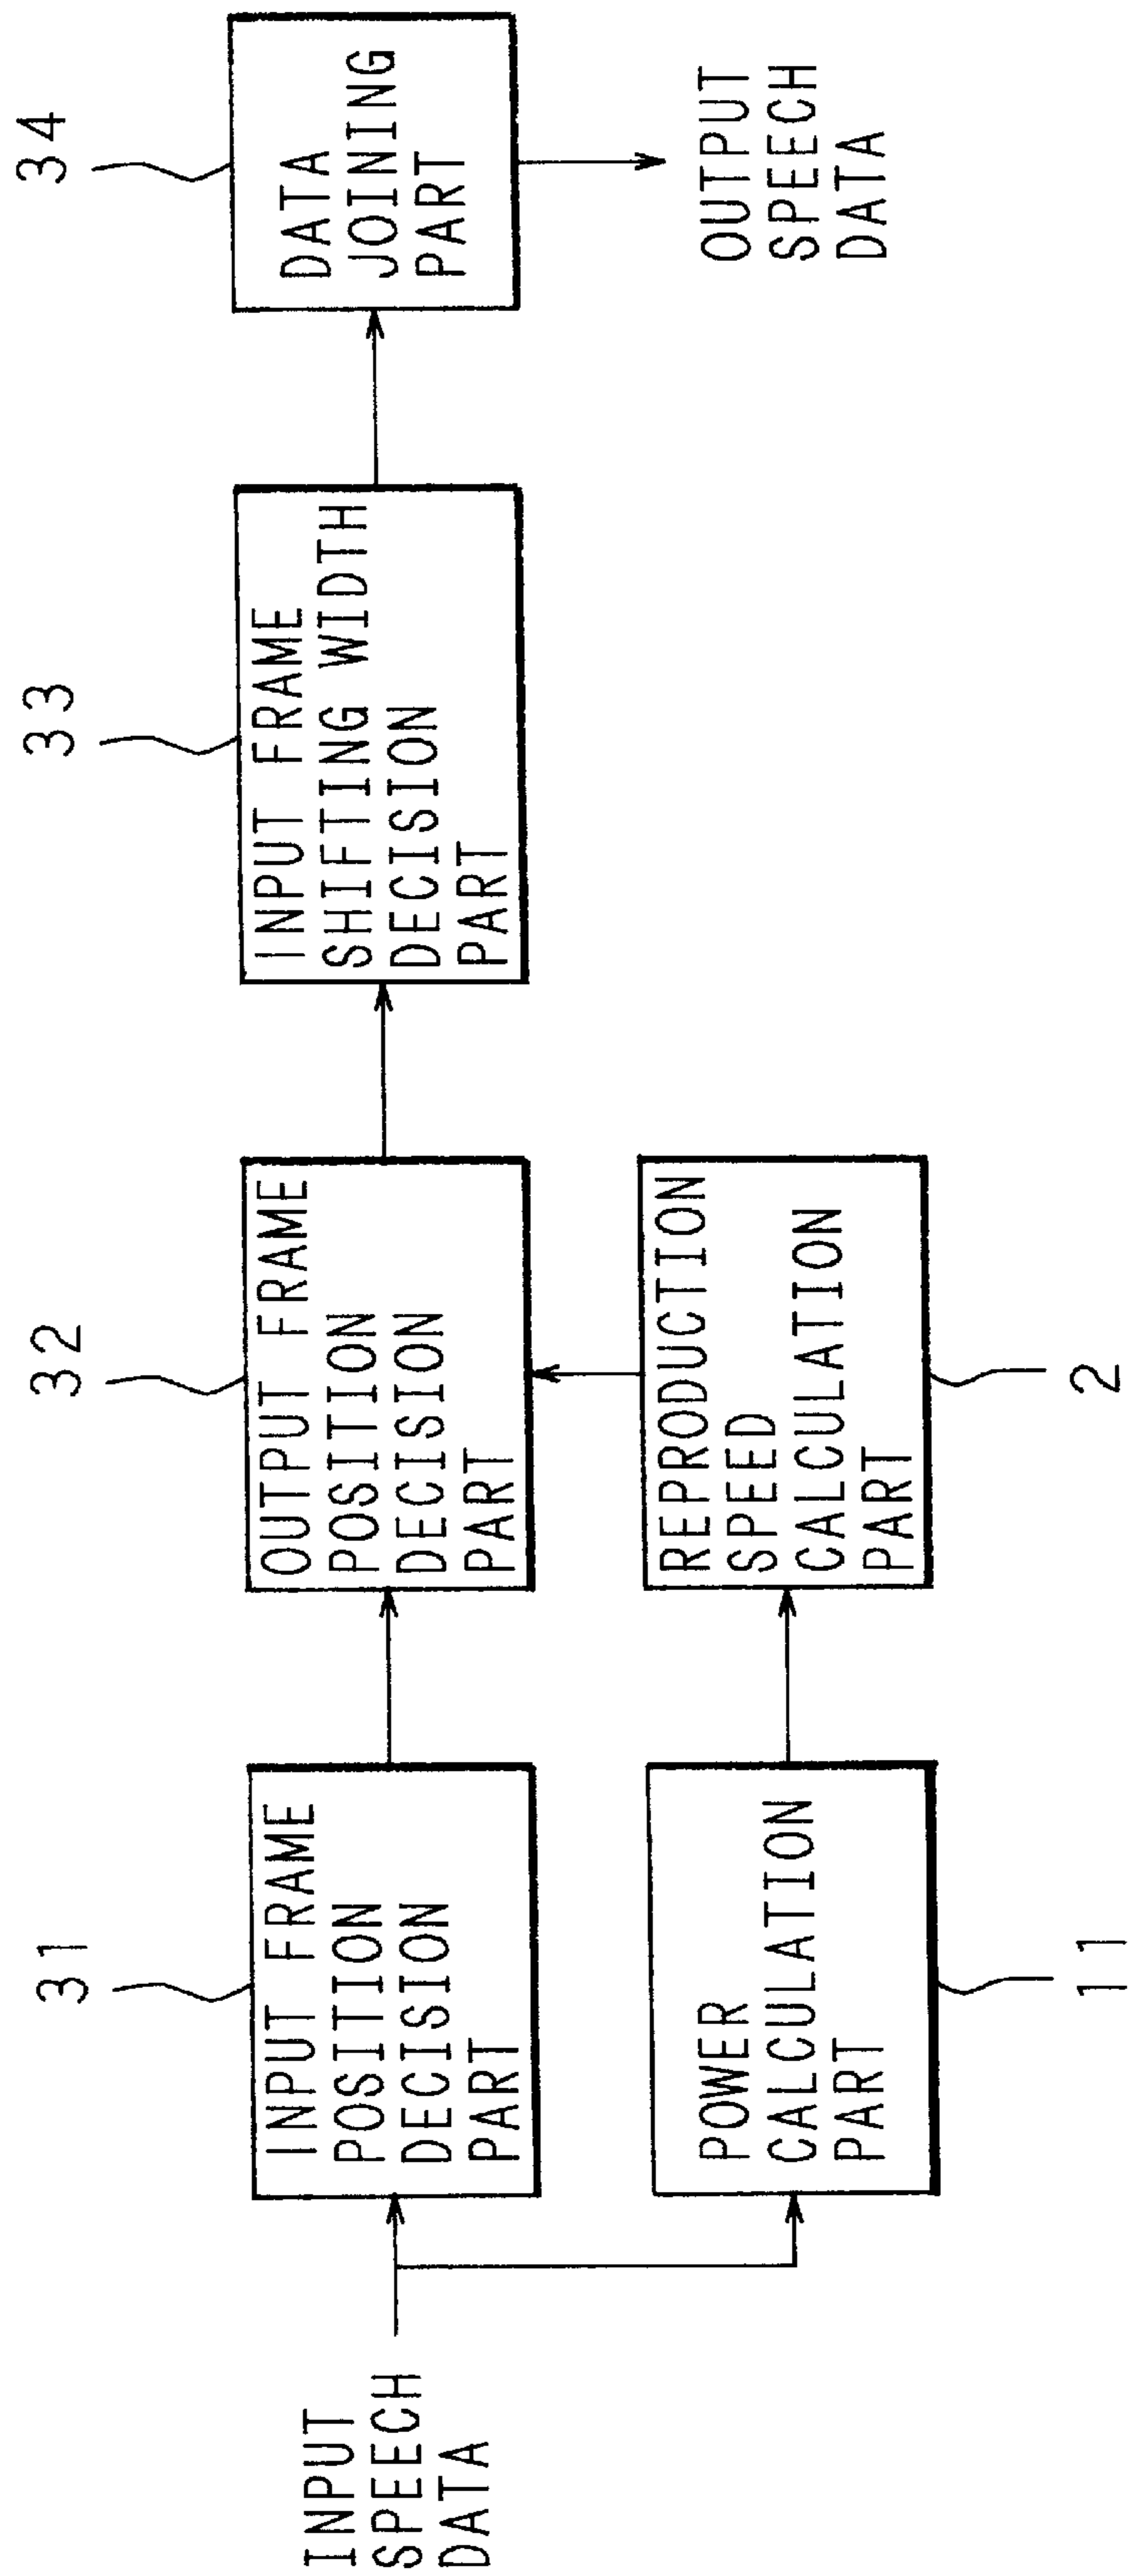 31
32
33
34
INPUT
SPEECH
DATA
INPUT FRAME
POSITION
DECISION
PART
OUTPUT FRAME
POSITION
DECISION
PART
INPUT FRAME
SHIFTING WIDTH
DECISION
PART
DATA
JOINING
PART
POWER
CALCULATION
PART
REPRODUCTION
SPEED
CALCULATION
PART
OUTPUT
SPEECH
DATA
11
2